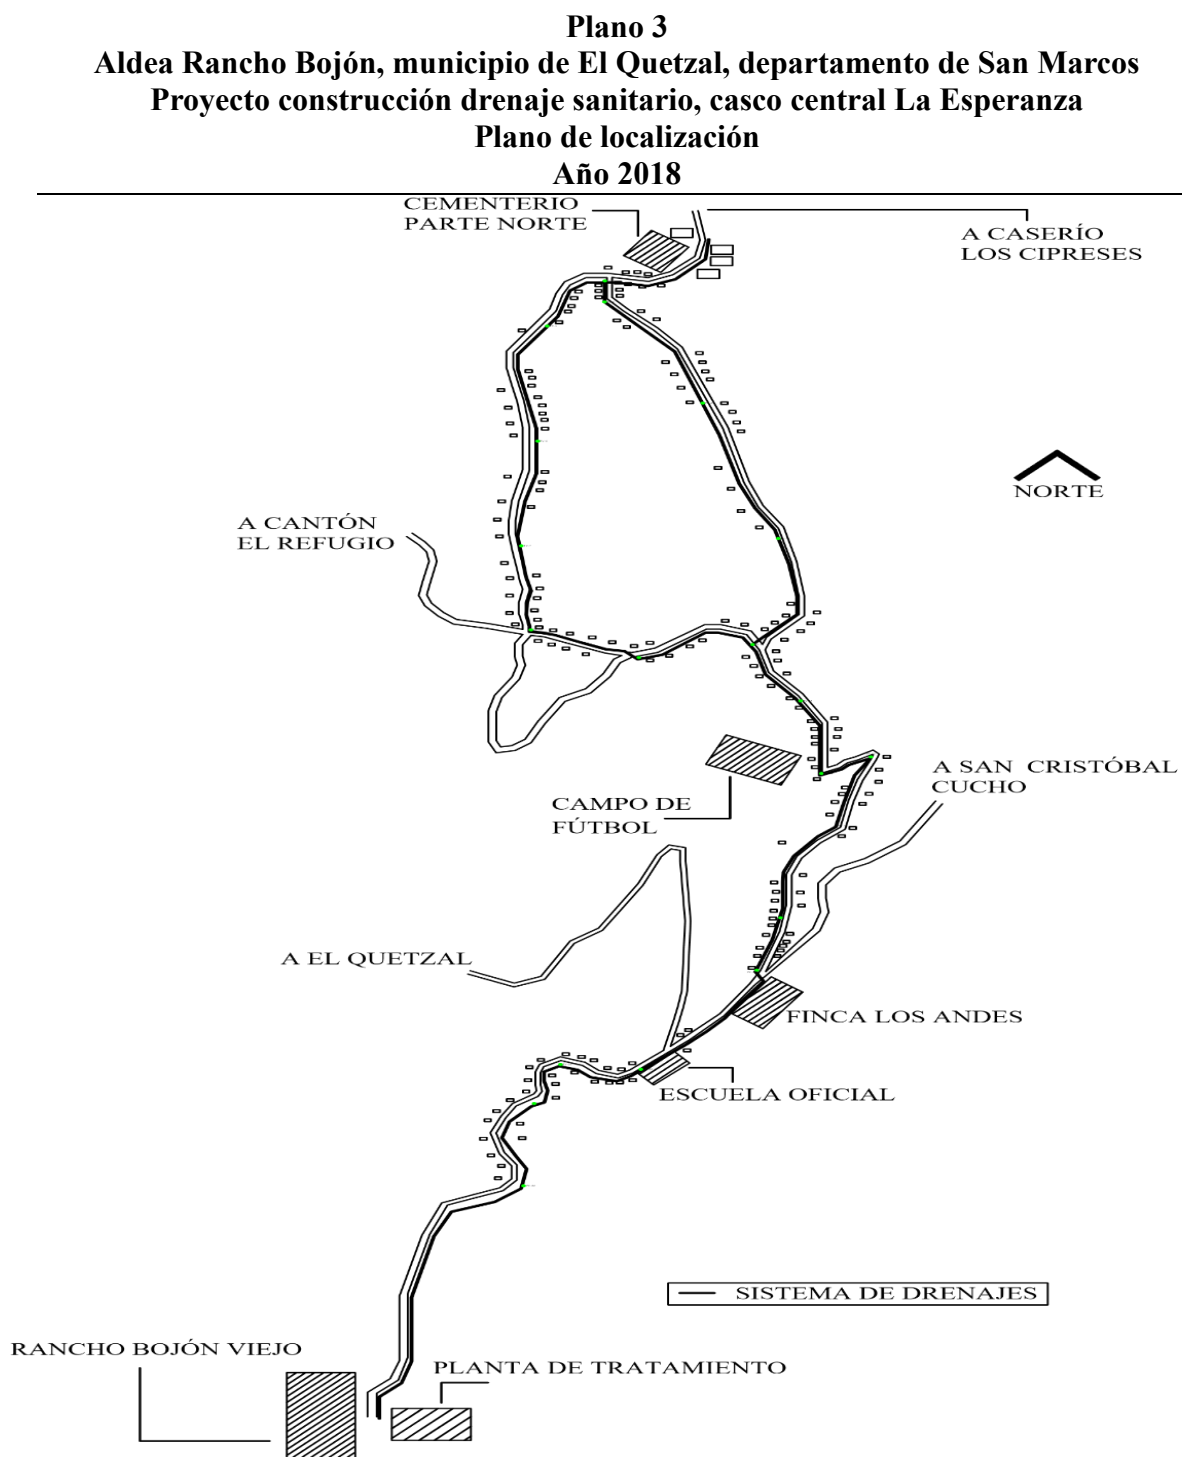 Plano 3
Aldea Rancho Bojón, municipio de El Quetzal, departamento de San Marcos
Proyecto construcción drenaje sanitario, casco central La Esperanza
Plano de localización
Año 2018
CEMENTERIO
PARTE NORTE
A CASERÍO
LOS CIPRESES
NORTE
A CANTÓN
EL REFUGIO
A SAN CRISTÓBAL
CUCHO
CAMPO DE
FÚTBOL
A EL QUETZAL
FINCA LOS ANDES
ESCUELA OFICIAL
SISTEMA DE DRENAJES
RANCHO BOJÓN VIEJO
PLANTA DE TRATAMIENTO